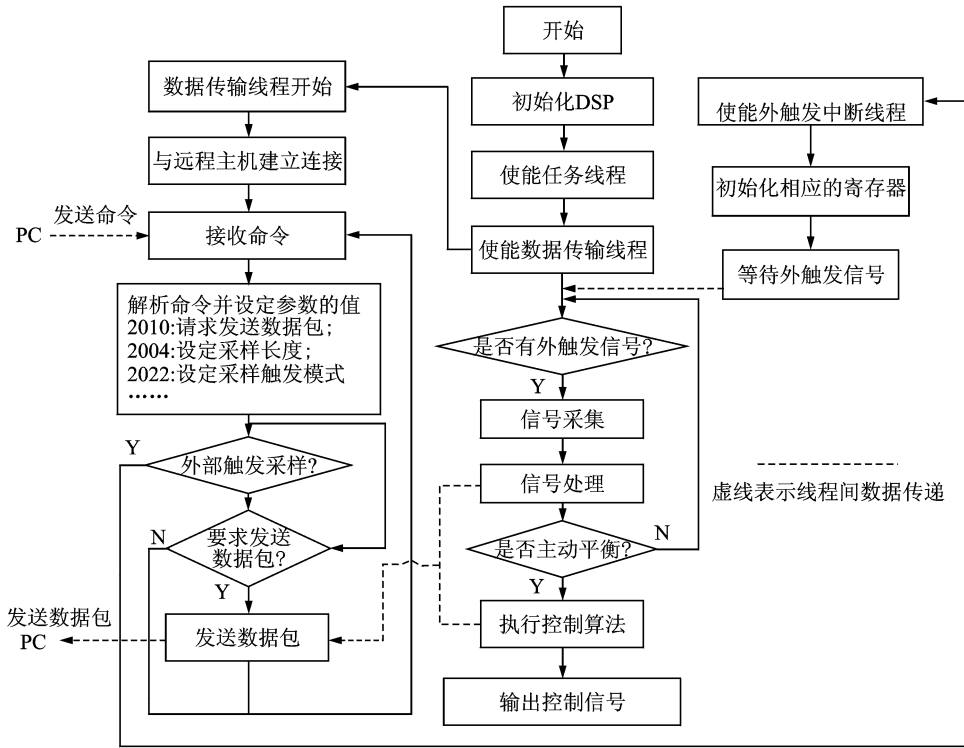 开始
初始化DSP
使能任务线程
使能数据传输线程
是否有外触发信号?
Y
信号采集
信号处理
是否主动平衡?
N
Y
执行控制算法
输出控制信号
数据传输线程开始
与远程主机建立连接
发送命令
PC
接收命令
解析命令并设定参数的值
2010:请求发送数据包;
2004:设定采样长度;
2022:设定采样触发模式
……
Y
外部触发采样?
N
要求发送
数据包?
Y
发送数据包
PC
发送数据包
使能外触发中断线程
初始化相应的寄存器
等待外触发信号
虚线表示线程间数据传递